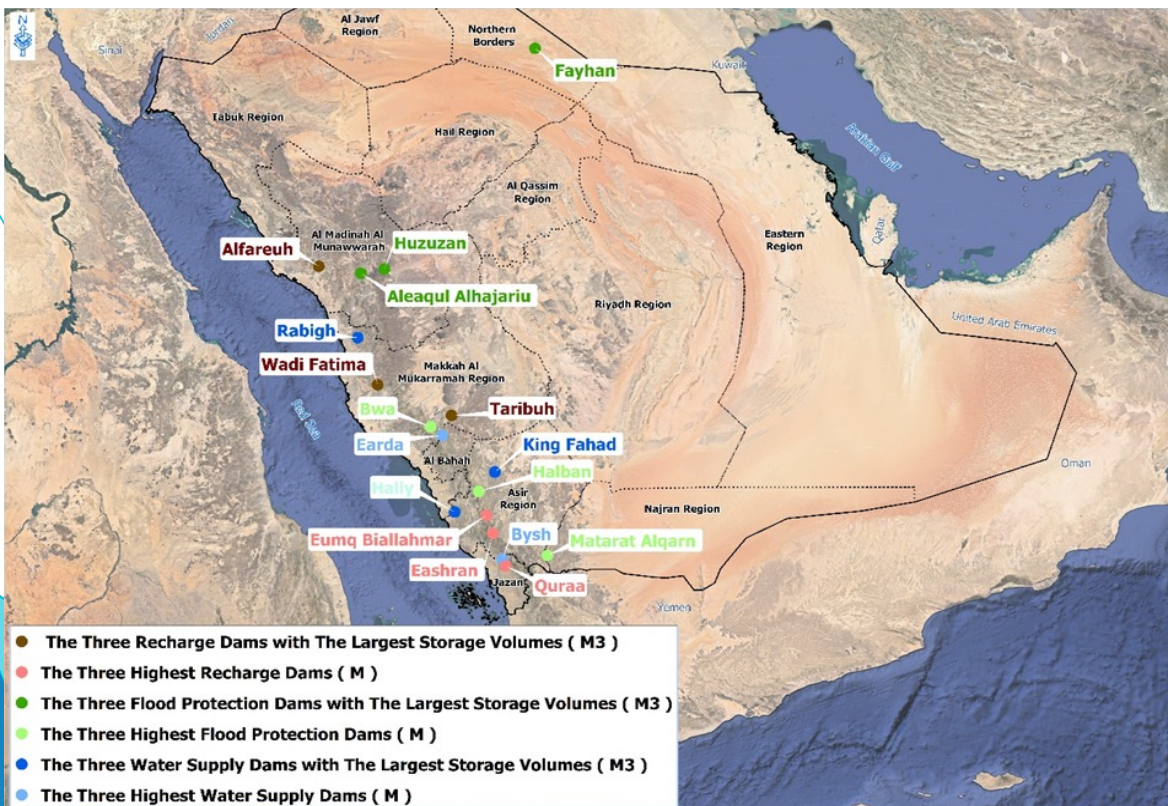 N
Jordan
Sinai
Al Jawf
Region
Northern
Borders
Fayhan
Kuwait
Tabuk Region
Hail Region
Arabian Gulf
Al Qassim
Region
Eastern
Region
Qatar
Al Madinah Al
Munawwarah
Alfareuh
Huzuzan
Aleaqul Alhajariu
Riyadh Region
United Arab Emirates
Rabigh
Wadi Fatima
Makkah Al
Mukarramah Region
Red Sea
Bwa
Taribuh
Earda
King Fahad
Al Bahah
Oman
Halban
Haliy
Asir
Region
Najran Region
Eumq Biallahmar
Bysh
Matarat Alqarn
Eashran
Quraa
Jazan
Yemen
The Three Recharge Dams with The Largest Storage Volumes ( M3 )
The Three Highest Recharge Dams ( M )
The Three Flood Protection Dams with The Largest Storage Volumes ( M3 )
The Three Highest Flood Protection Dams ( M )
The Three Water Supply Dams with The Largest Storage Volumes ( M3 )
The Three Highest Water Supply Dams ( M )